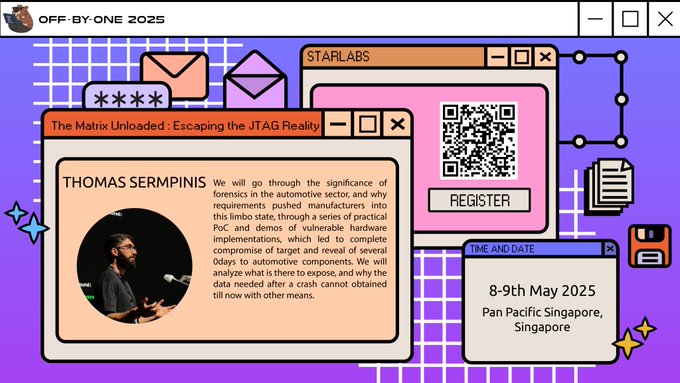 OFF-BY-ONE 2025
STARLABS
****
The Matrix Unloaded : Escaping the JTAG Reality
THOMAS SERMPINIS
We will go through the significance of
forensics in the automotive sector, and why
requirements pushed manufacturers into
this limbo state, through a series of practical
PoC and demos of vulnerable hardware
implementations, which led to complete
compromise of target and reveal of several
0days to automotive components. We will
analyze what is there to expose, and why the
data needed after a crash cannot obtained
till now with other means.
REGISTER
TIME AND DATE
8-9th May 2025
Pan Pacific Singapore,
Singapore